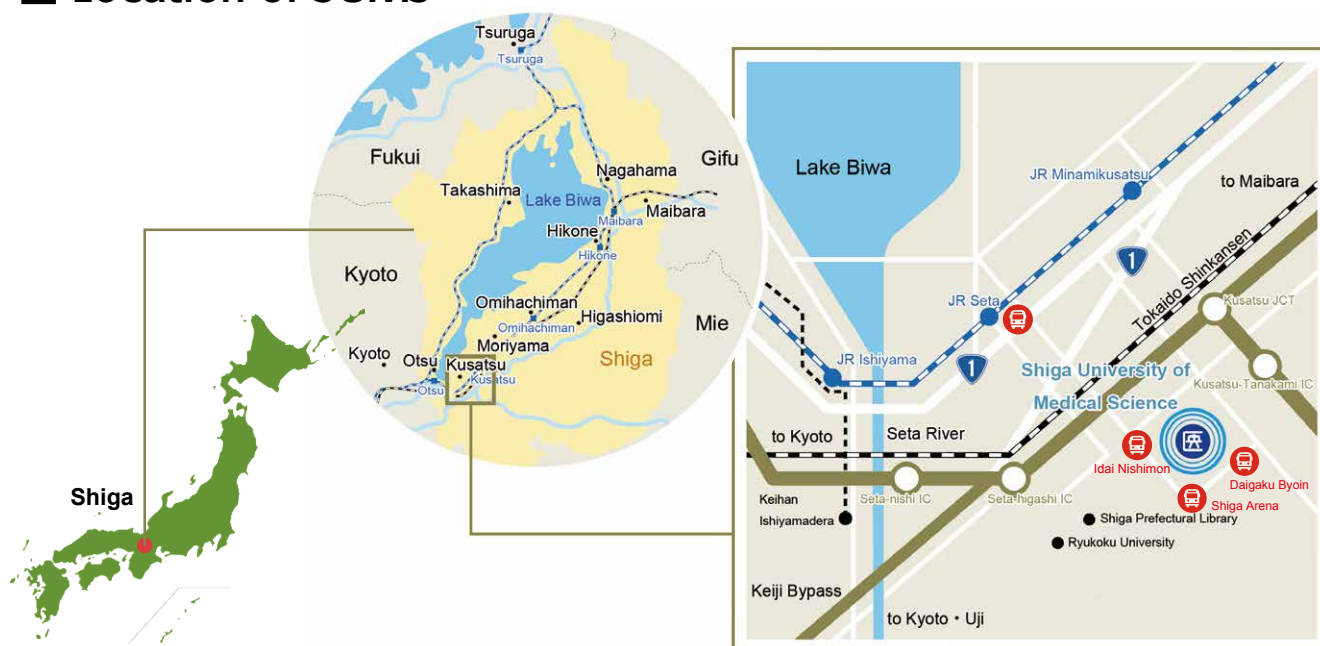 Location of SUMS
Tsuruga
Tsuruga
Fukui
Gifu
Nagahama
Takashima
Lake Biwa
Maibara
Maibara
Hikone
Hikone
Kyoto
Omihachiman
Omihachiman
Higashiomi
Mie
Moriyama
Shiga
Kyoto
Otsu
Kusatsu
Kusatsu
Otsu
Shiga
Lake Biwa
JR Minamikusatsu
to Maibara
1
Tokaido Shinkansen
JR Seta
Kusatsu JCT
JR Ishiyama
1
Shiga University of
Medical Science
Kusatsu-Tanakami IC
to Kyoto
Seta River
医
Idai Nishimon
Daigaku Byoin
Seta-nishi IC
Seta-higashi IC
Shiga Arena
Keihan
Ishiyamadera
Shiga Prefectural Library
Ryukoku University
Keiji Bypass
to Kyoto・Uji